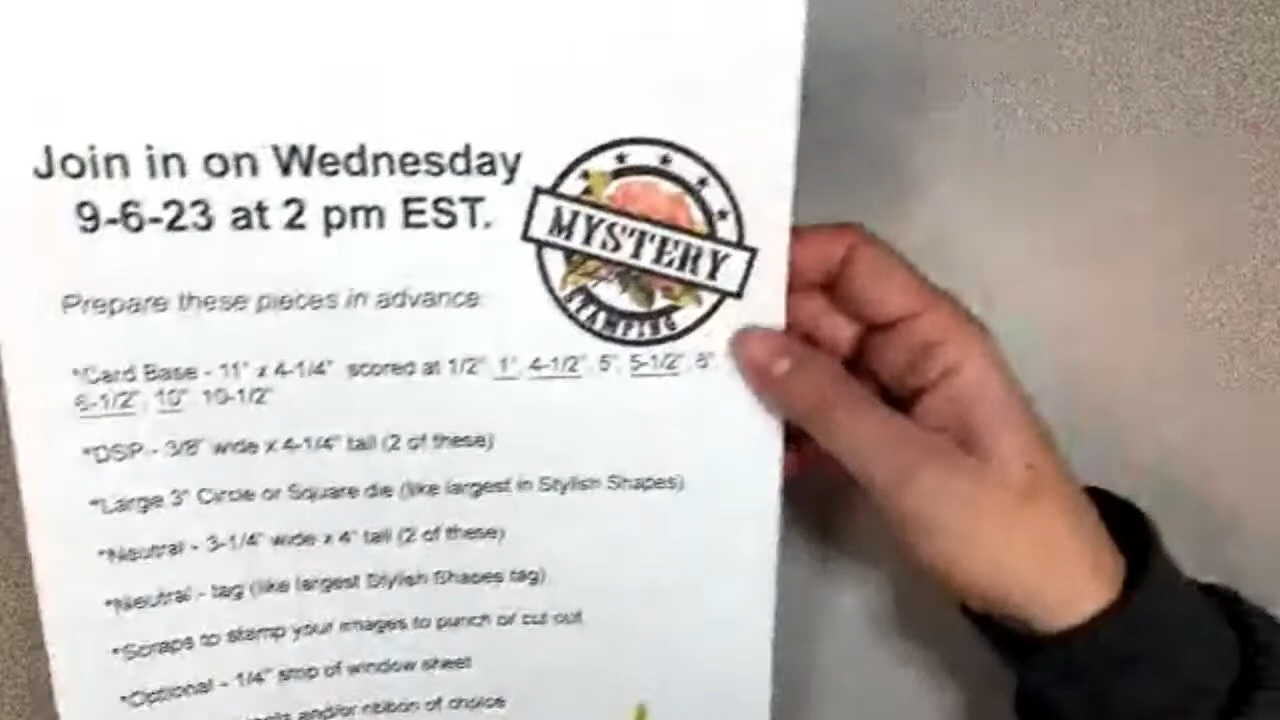 Join in on Wednesday
9-6-23 at 2 pm EST.
MYSTERY
STAMPING
Prepare these pieces in advance:
*Card Base - 11" x 4-1/4" scored at 1/2", 1", 4-1/2", 5", 5-1/2", 6",
6-1/2", 10" 10-1/2"
*DSP - 3/8" wide x 4-1/4" tall (2 of these)
*Large 3" Circle or Square die (like largest in Stylish Shapes)
*Neutral - 3-1/4" wide x 4" tall (2 of these)
*Neutral - tag (like largest Stylish Shapes tag)
*Scraps to stamp your images to punch or cut out
*Optional - 1/4" strip of window sheet
and/or ribbon of choice